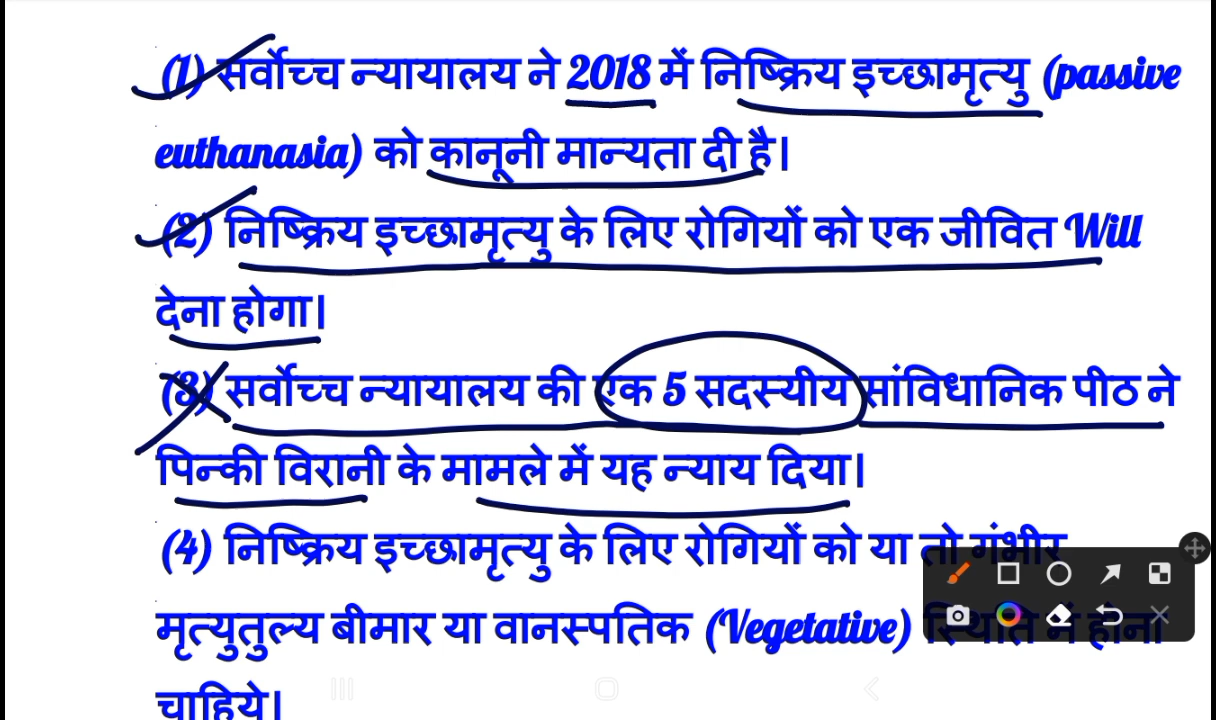 (1) सर्वोच्च न्यायालय ने 2018 में निष्क्रिय इच्छामृत्यु (passive
euthanasia) को कानूनी मान्यता दी है।
(2) निष्क्रिय इच्छामृत्यु के लिए रोगियों को एक जीवित Will
देना होगा।
(3) सर्वोच्च न्यायालय की एक 5 सदस्यीय सांविधानिक पीठ ने
पिन्की विरानी के मामले में यह न्याय दिया।
(4) निष्क्रिय इच्छामृत्यु के लिए रोगियों को या तो गंभीर
मृत्युतुल्य बीमार या वानस्पतिक (Vegetative) स्थिति में होना
चाहिये।